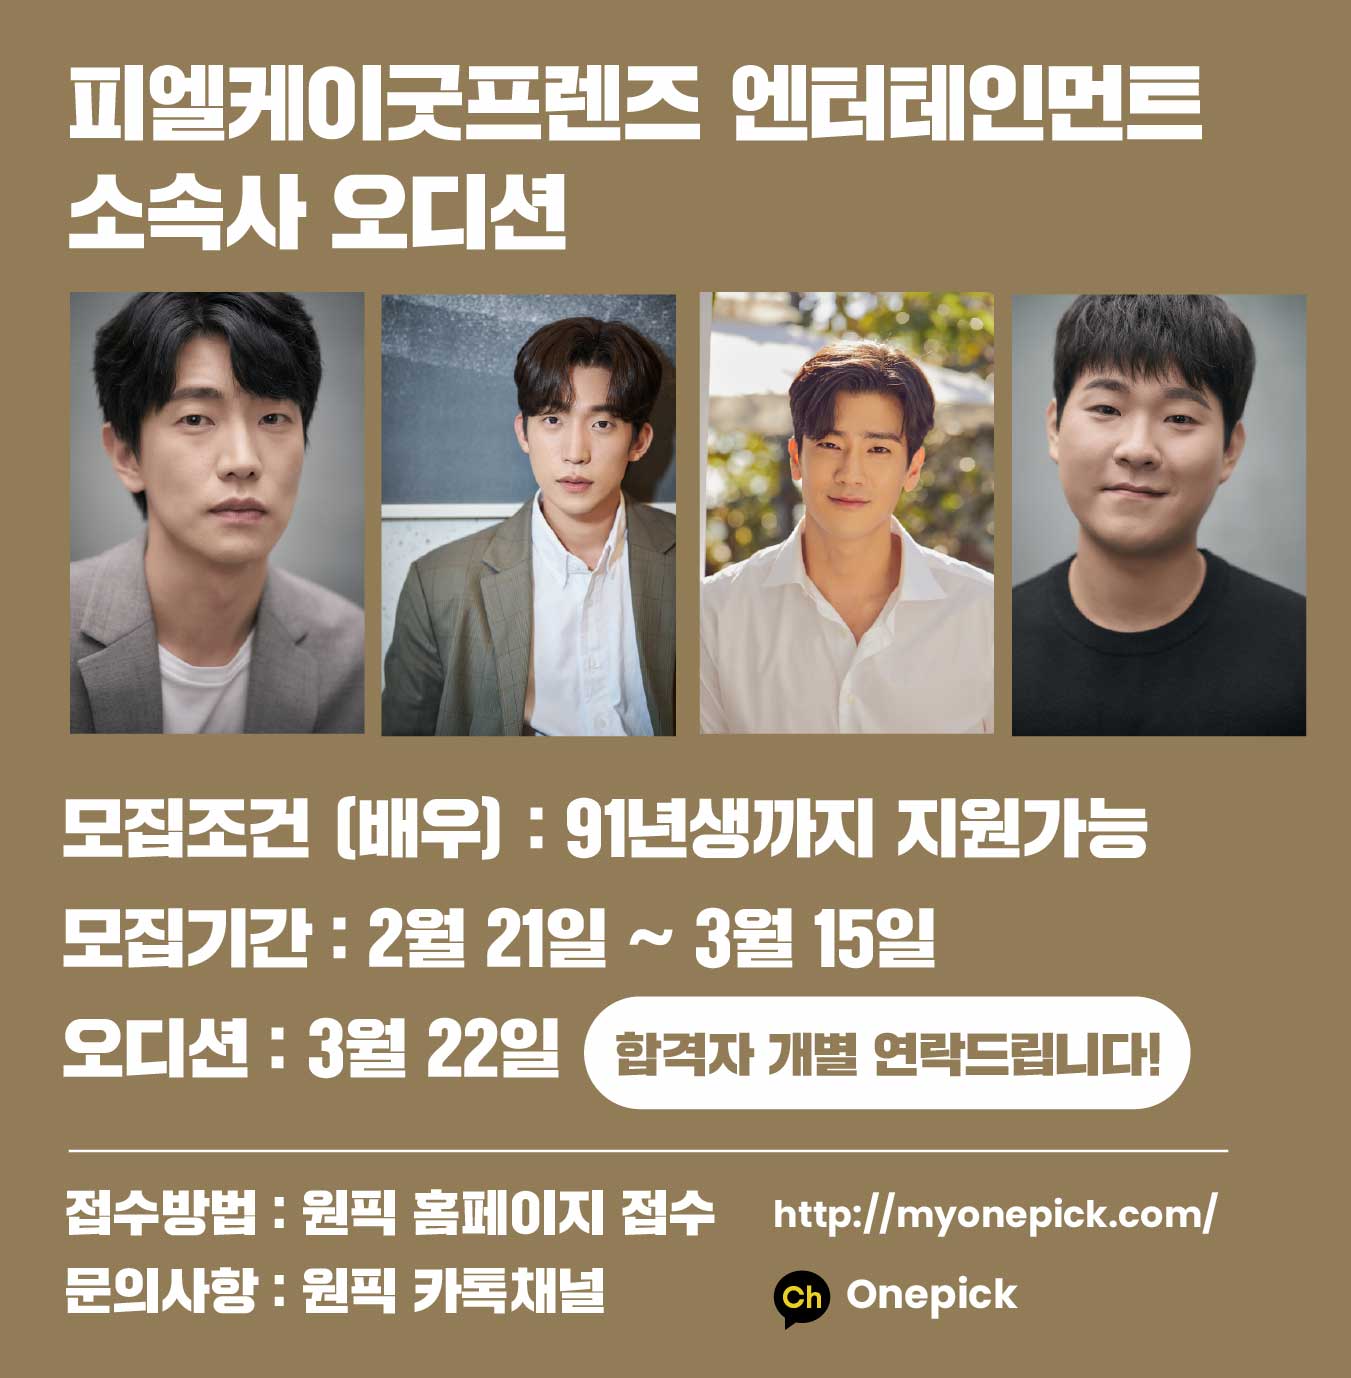 피엘케이굿프렌즈 엔터테인먼트
소속사 오디션
모집조건 (배우) : 91년생까지 지원가능
모집기간 : 2월 21일 ~ 3월 15일
오디션 : 3월 22일 합격자 개별 연락드립니다!
접수방법 : 원픽 홈페이지 접수 http://myonepick.com/
문의사항 : 원픽 카톡채널 Ch Onepick